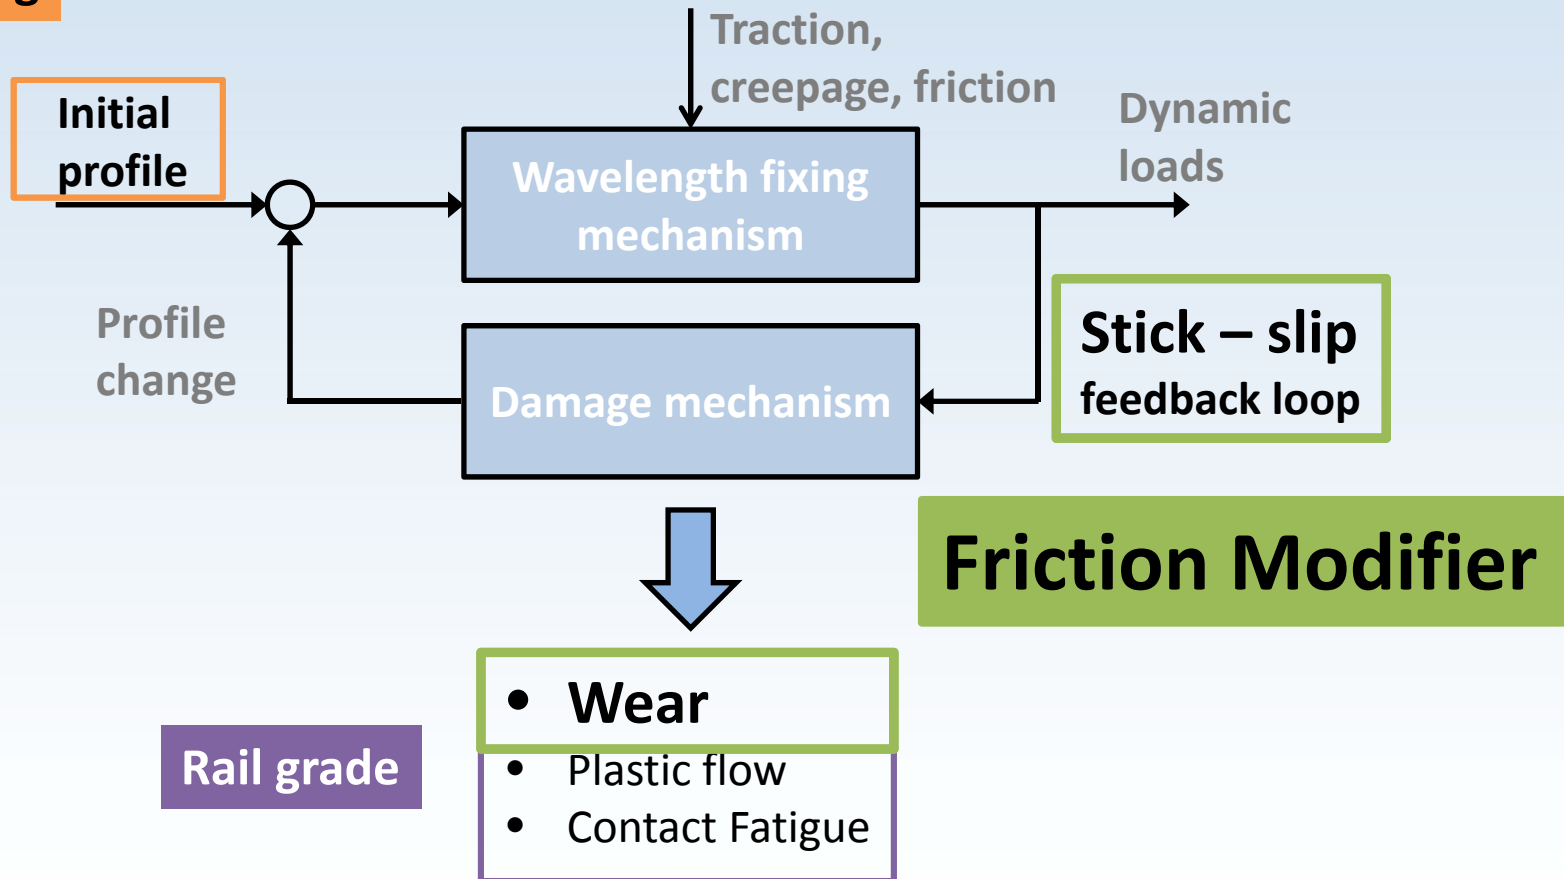 Traction,
creepage, friction
Initial
profile
Dynamic
loads
Wavelength fixing
mechanism
Profile
change
Stick – slip
feedback loop
Damage mechanism
Friction Modifier
• Wear
Rail grade
• Plastic flow
• Contact Fatigue